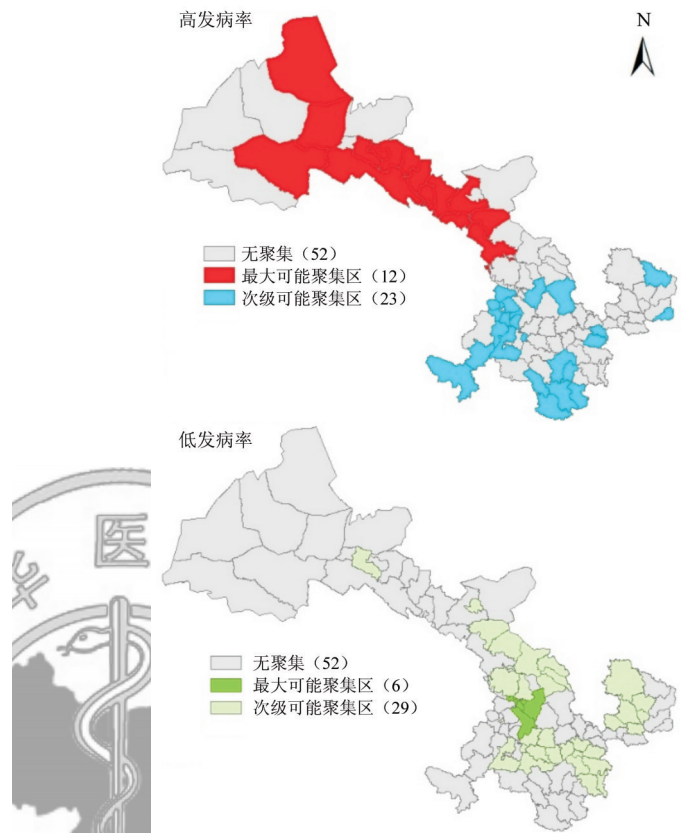 高发病率
N
无聚集（52）
最大可能聚集区（12）
次级可能聚集区（23）
低发病率
无聚集（52）
最大可能聚集区（6）
次级可能聚集区（29）
医